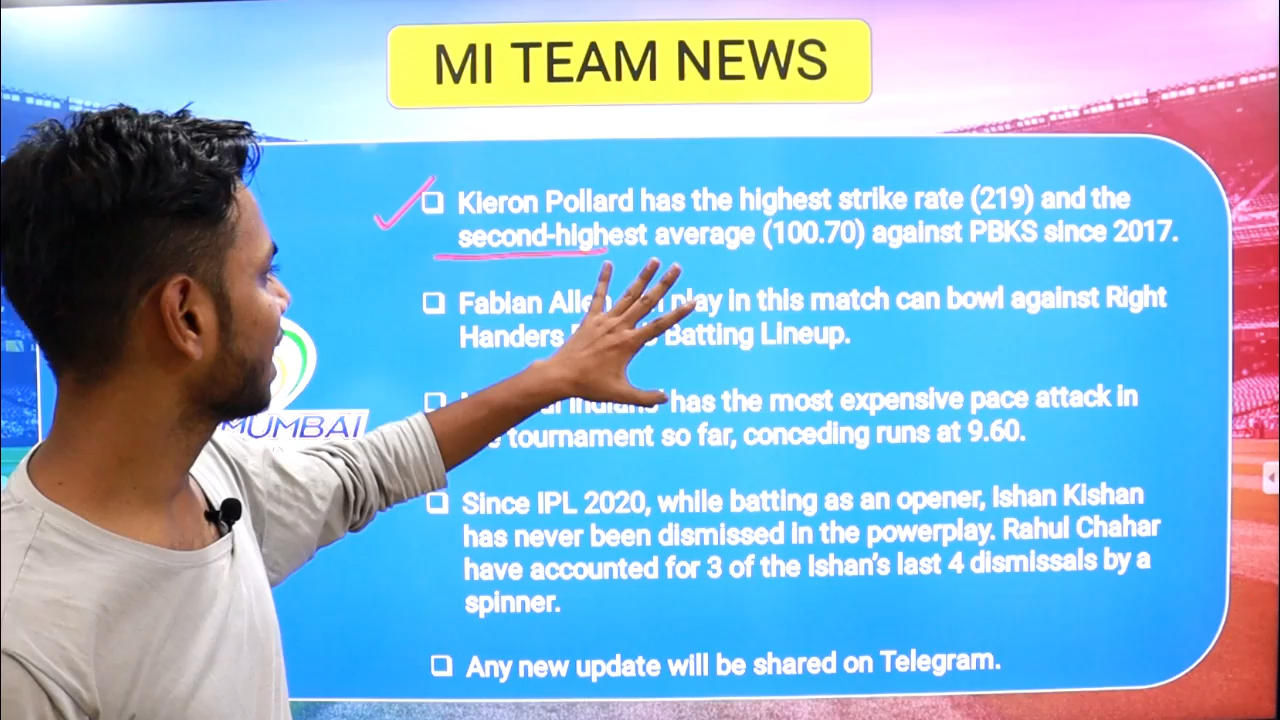 MI TEAM NEWS
Kieron Pollard has the highest strike rate (219) and the
second-highest average (100.70) against PBKS since 2017.
Fabian Allen play in this match can bowl against Right
Handers Batting Lineup.
Indians' has the most expensive pace attack in
tournament so far, conceding runs at 9.60.
MUMBAI
Since IPL 2020, while batting as an opener, Ishan Kishan
has never been dismissed in the powerplay. Rahul Chahar
have accounted for 3 of the Ishan's last 4 dismissals by a
spinner.
Any new update will be shared on Telegram.